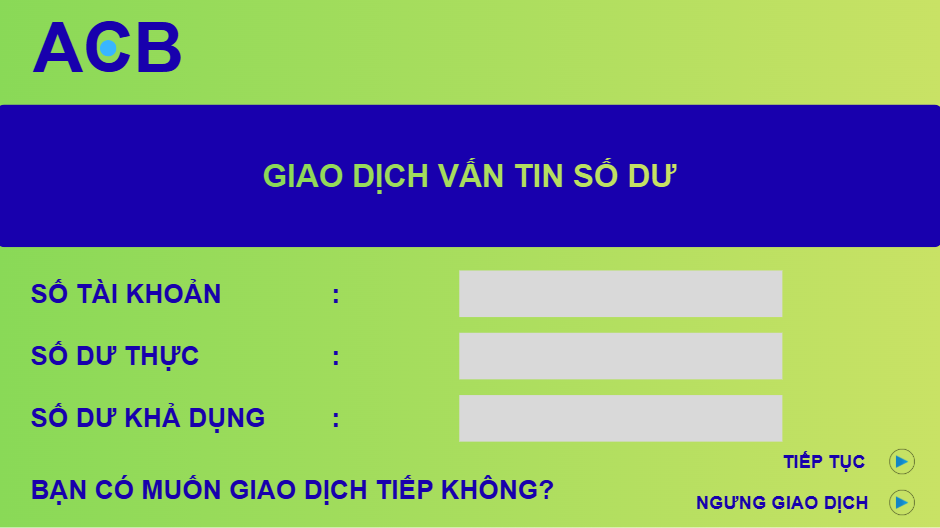 ACB
GIAO DỊCH VẤN TIN SỐ DƯ
SỐ TÀI KHOẢN :
SỐ DƯ THỰC :
SỐ DƯ KHẢ DỤNG :
TIẾP TỤC
BẠN CÓ MUỐN GIAO DỊCH TIẾP KHÔNG?
NGƯNG GIAO DỊCH